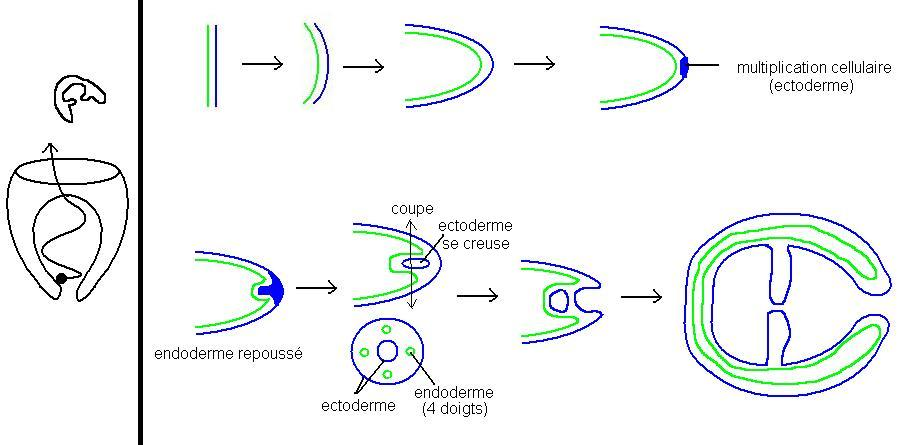 multiplication cellulaire
(ectoderme)
coupe
ectoderme
se creuse
endoderme repoussé
ectoderme
endoderme
(4 doigts)